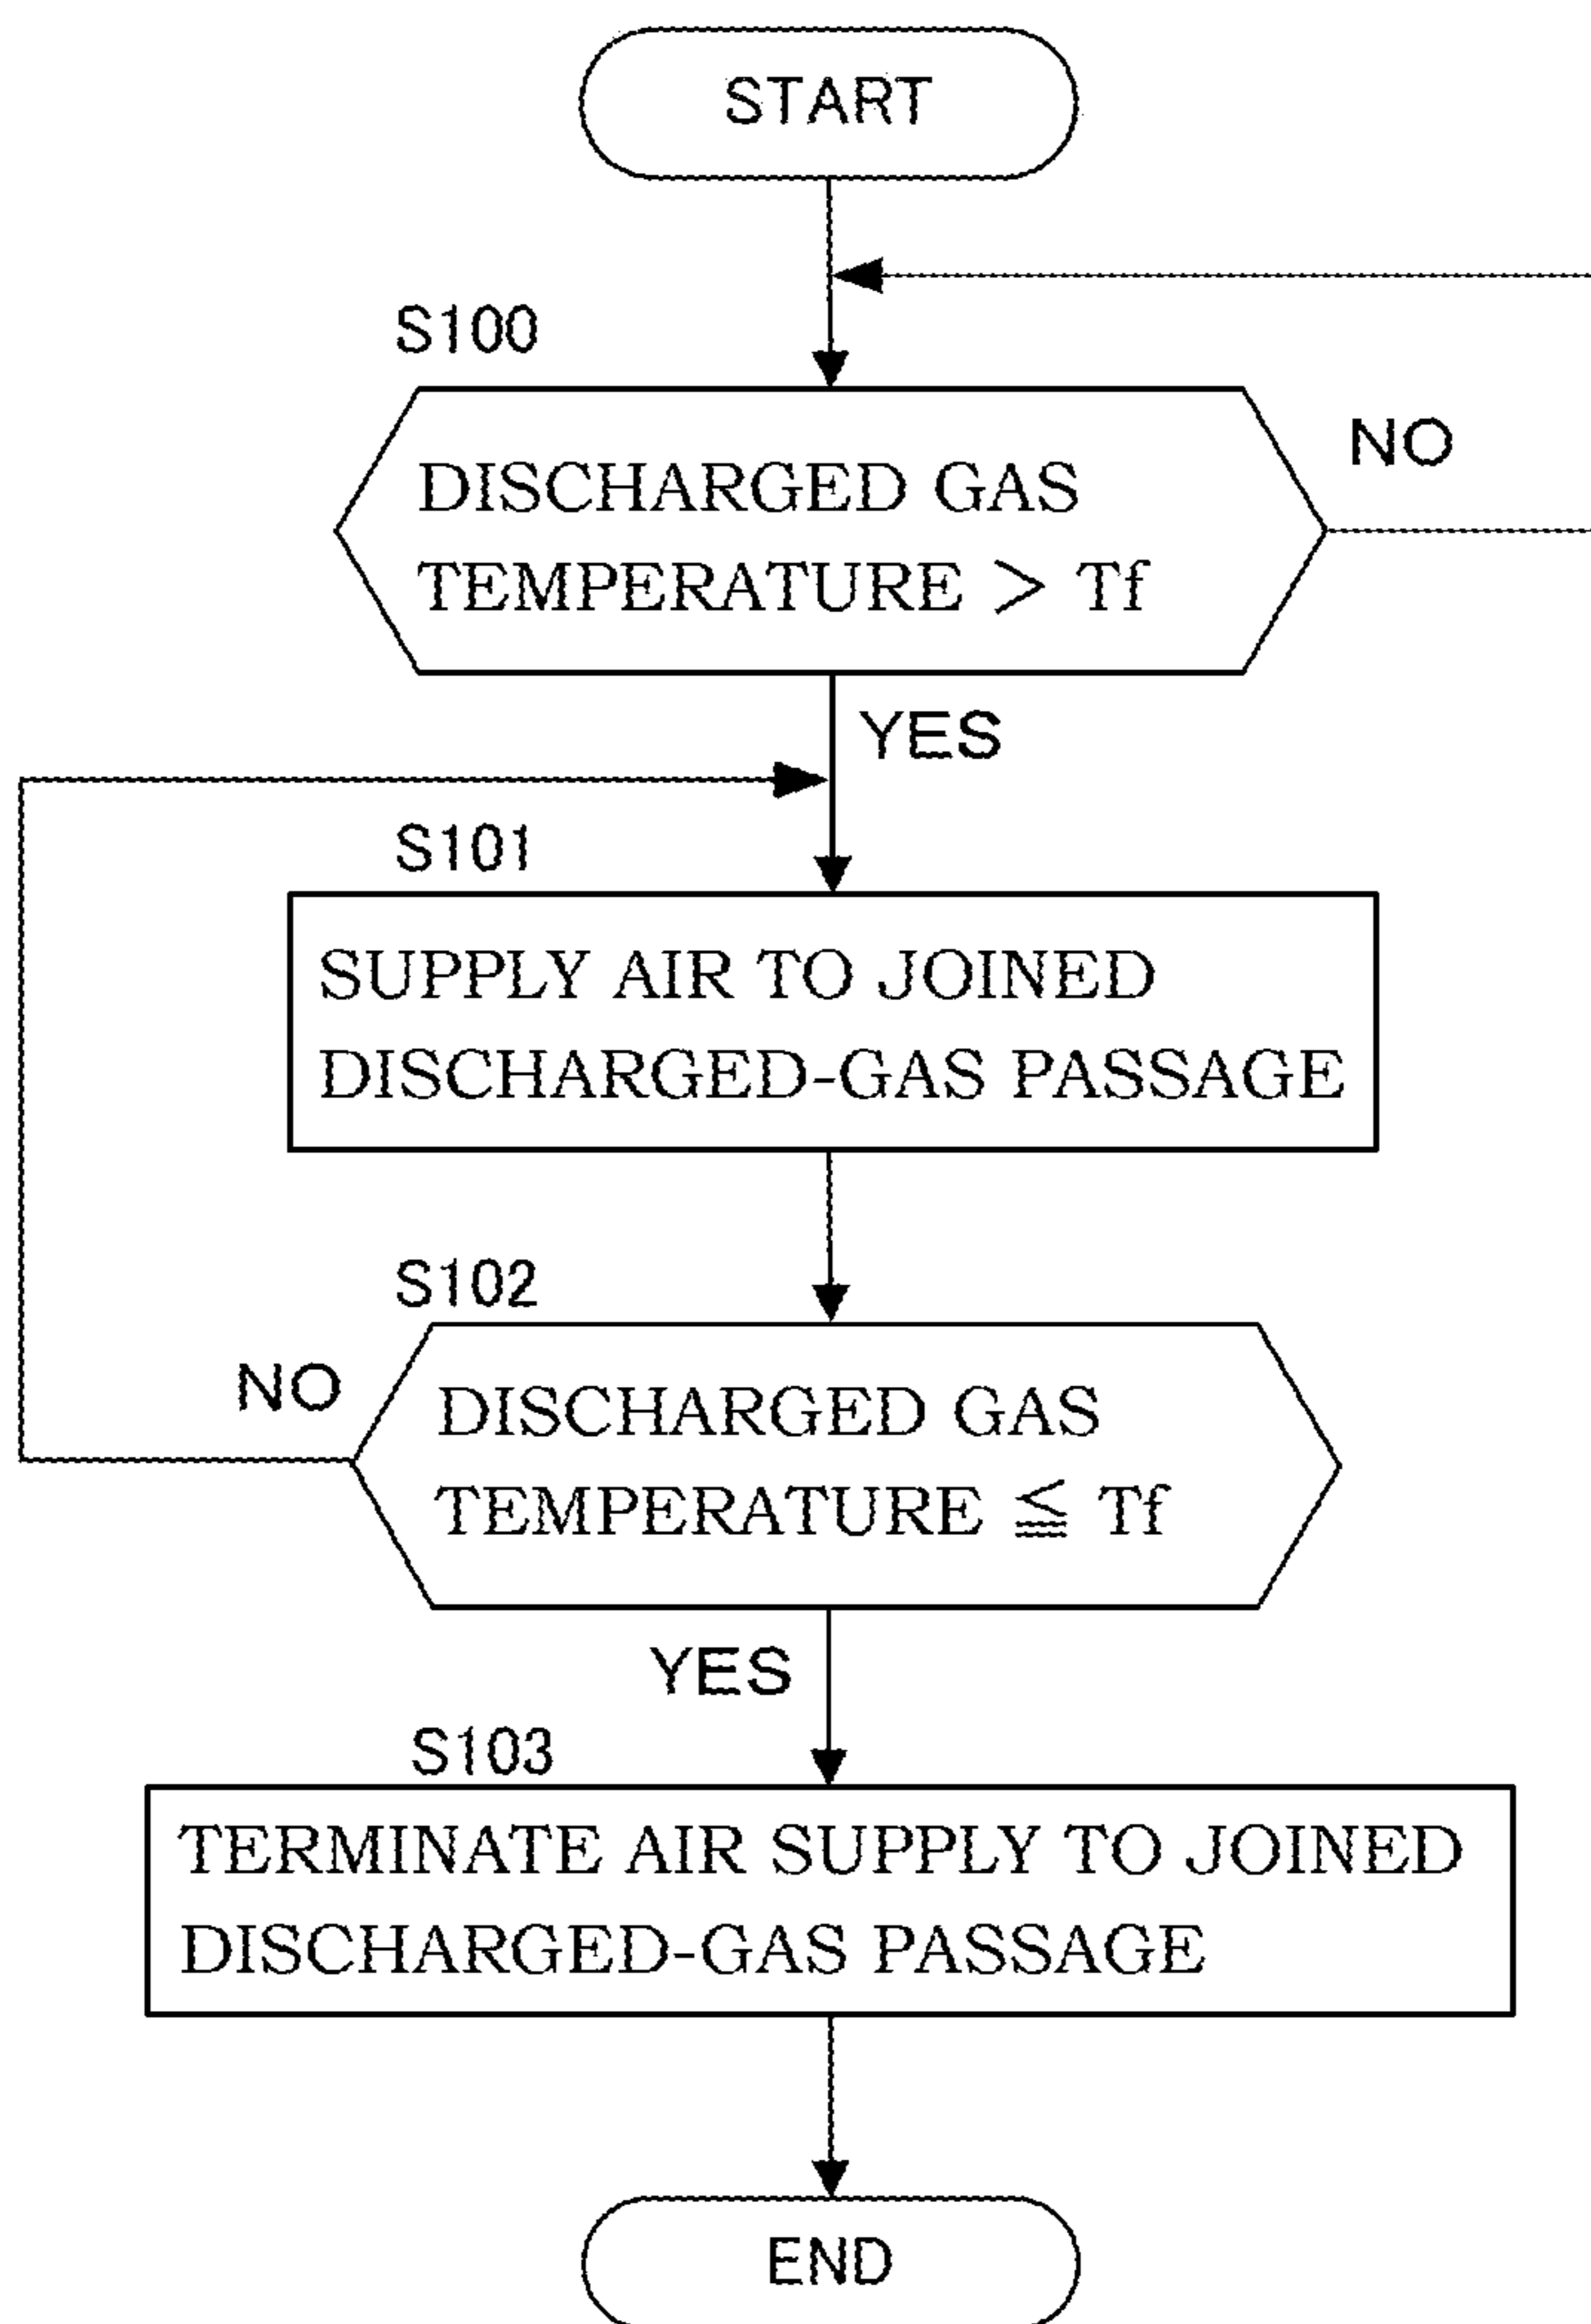 START
S100
DISCHARGED GAS
TEMPERATURE > Tf
NO
YES
S101
SUPPLY AIR TO JOINED
DISCHARGED-GAS PASSAGE
S102
NO
DISCHARGED GAS
TEMPERATURE ≦ Tf
YES
S103
TERMINATE AIR SUPPLY TO JOINED
DISCHARGED-GAS PASSAGE
END